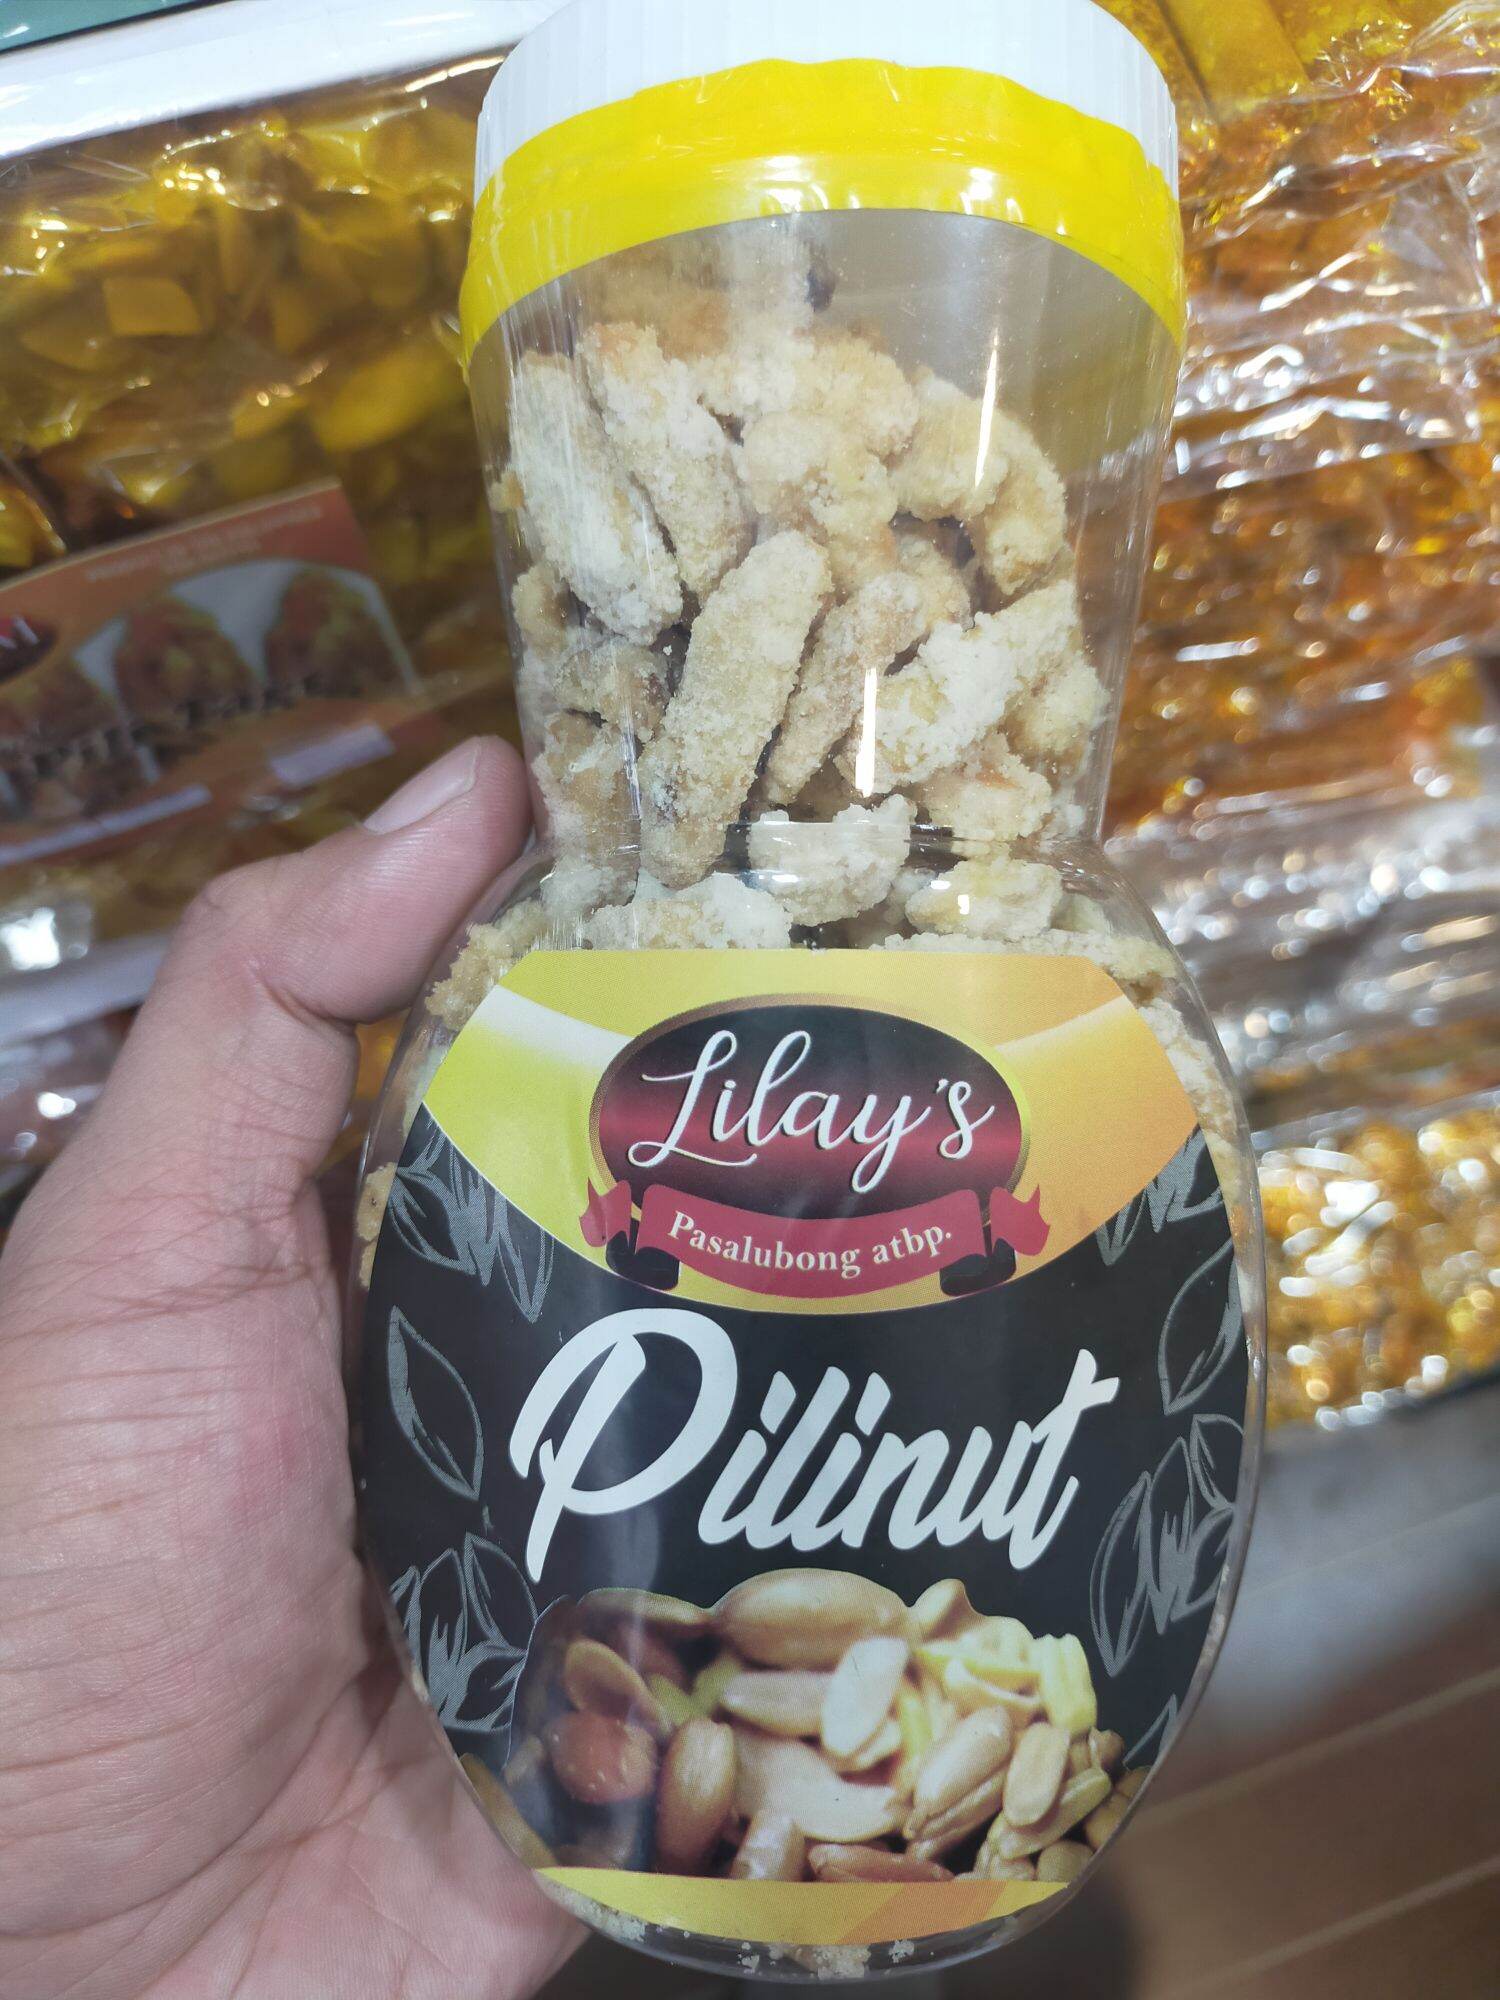 Lilay's
Pasalubong atbp.
Pilinut